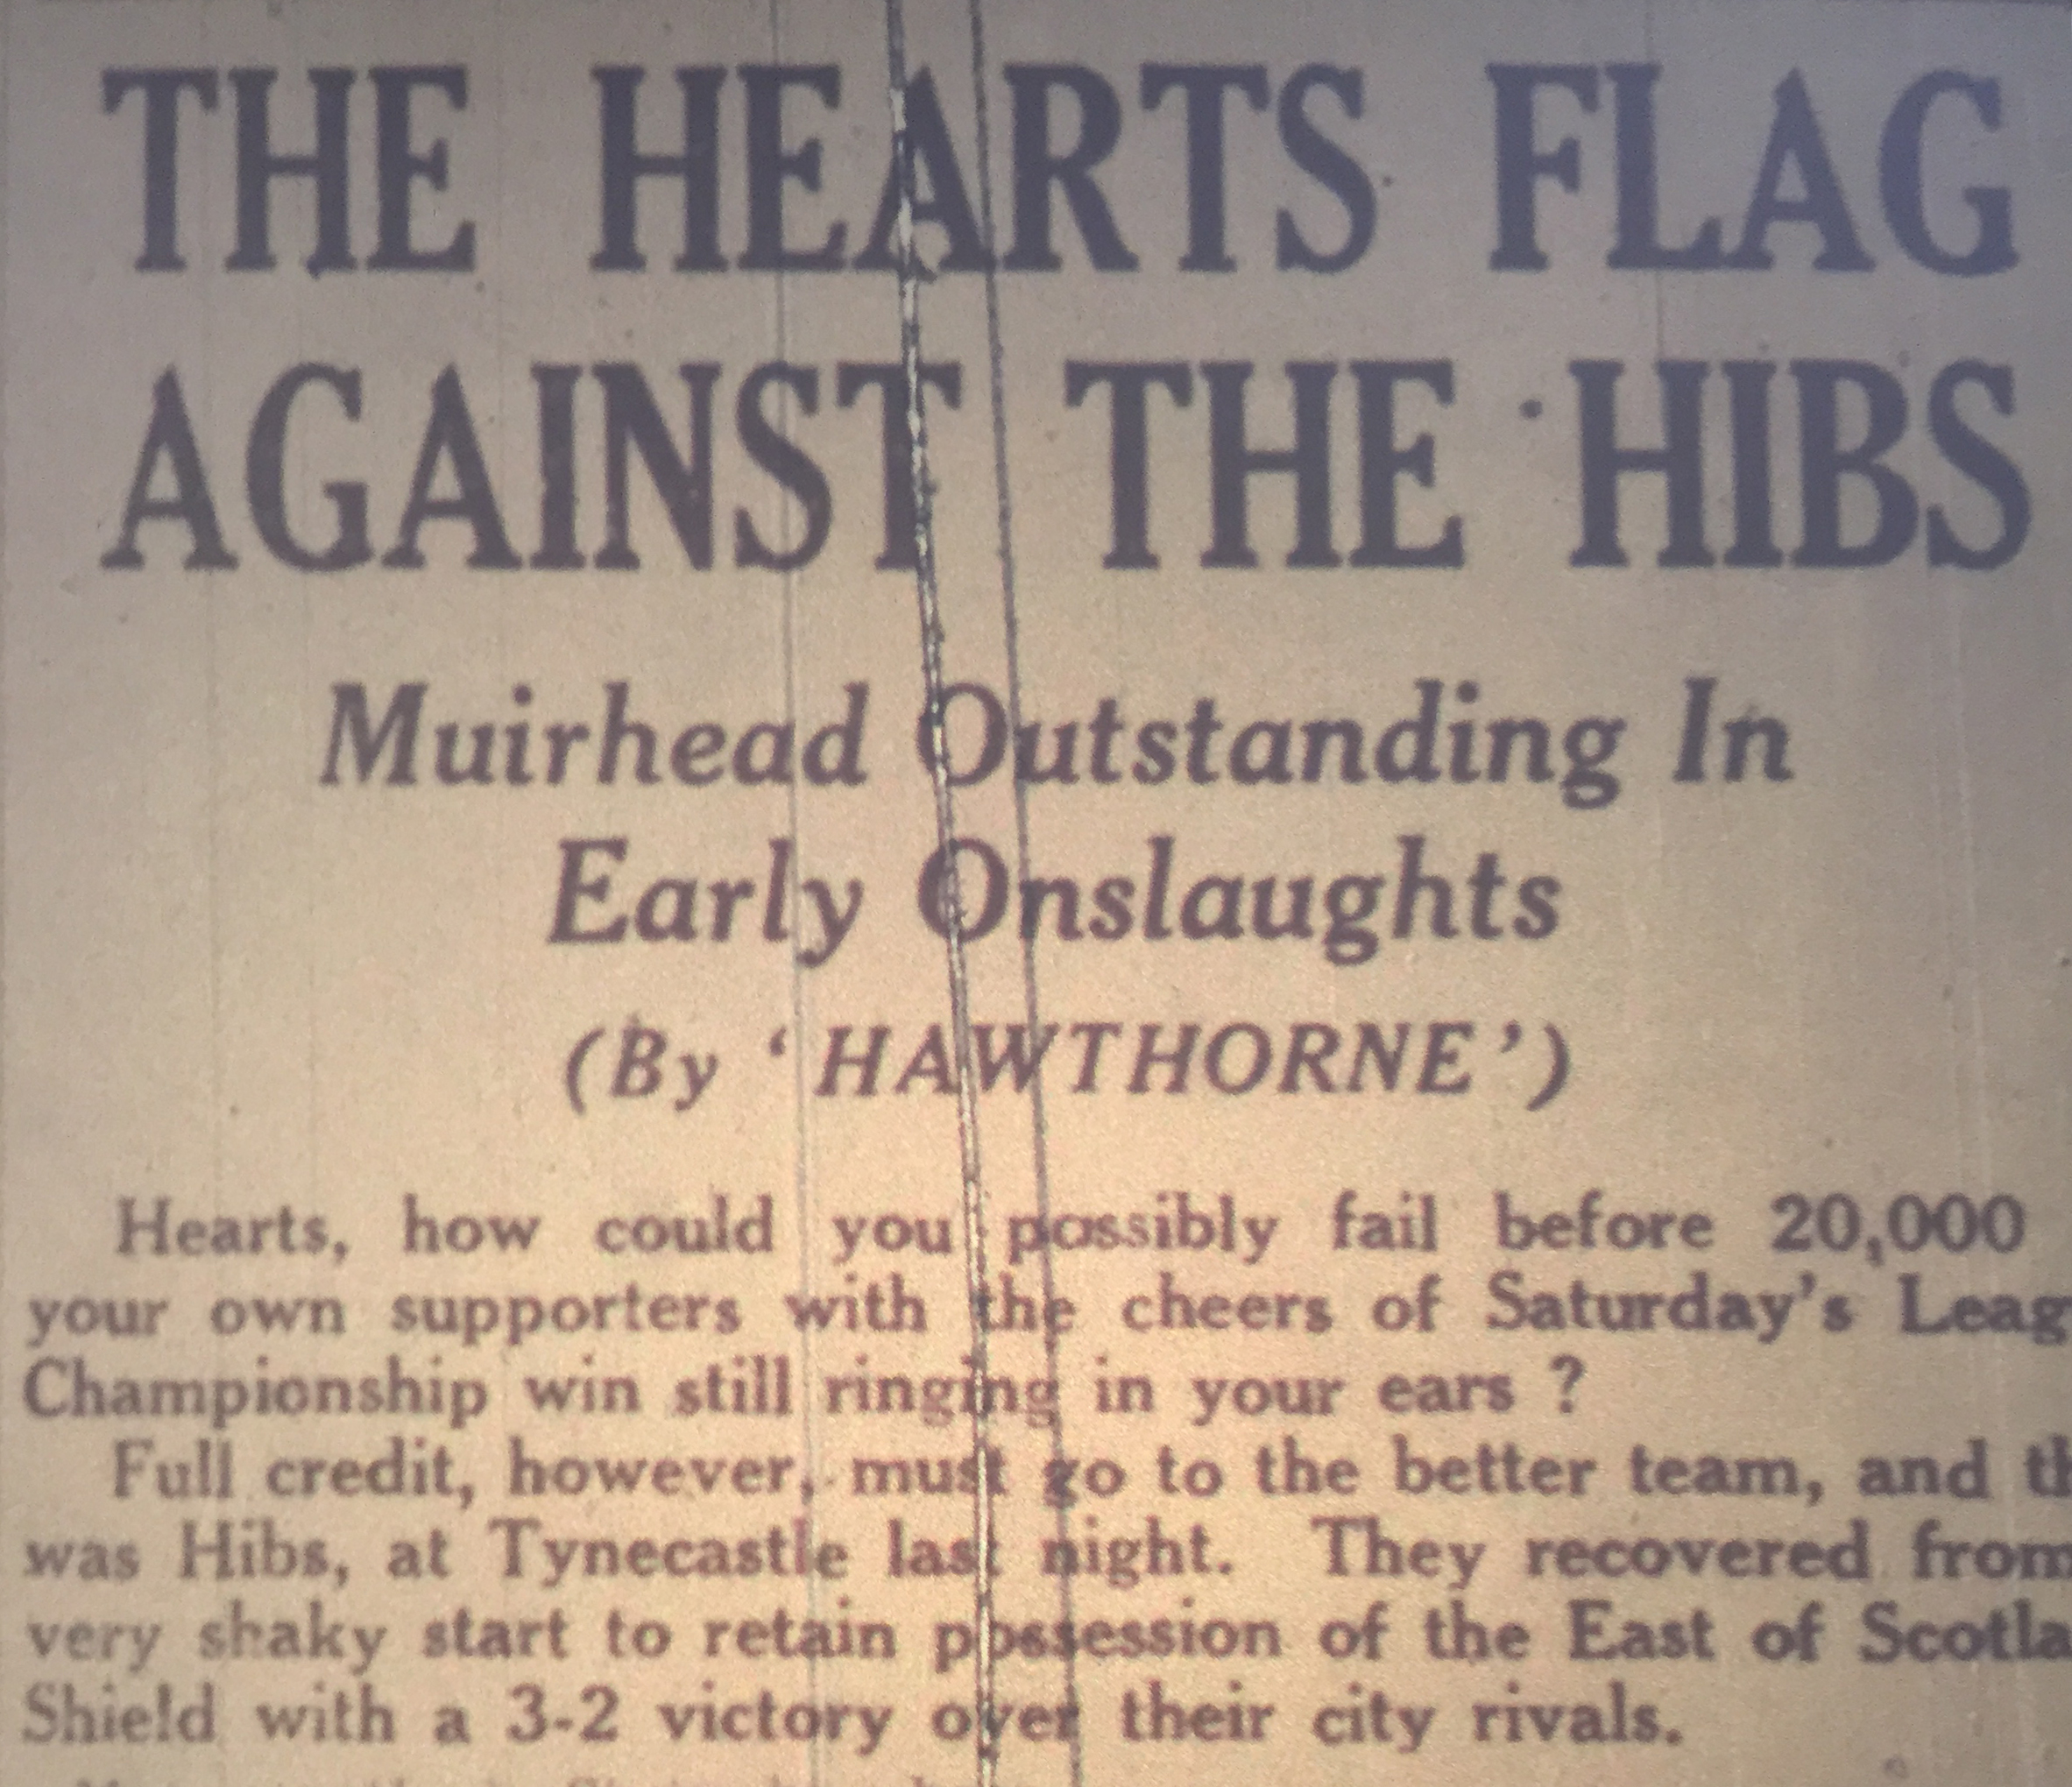 THE HEARTS FLAG
AGAINST THE HIBS
Muirhead Outstanding In
Early Onslaughts
(By 'HAWTHORNE')
Hearts, how could you possibly fail before 20,000
your own supporters with the cheers of Saturday's Leag
Championship win still ringing in your ears ?
Full credit, however, must go to the better team, and th
was Hibs, at Tynecastle last night. They recovered from
very shaky start to retain possession of the East of Scotla
Shield with a 3-2 victory over their city rivals.